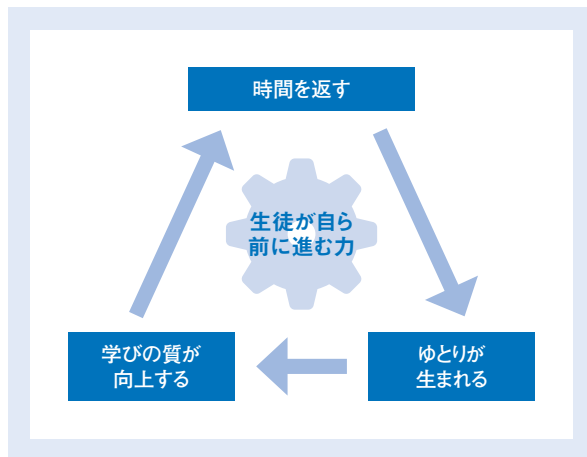 時間を返す
生徒が自ら
前に進む力
学びの質が
向上する
ゆとりが
生まれる